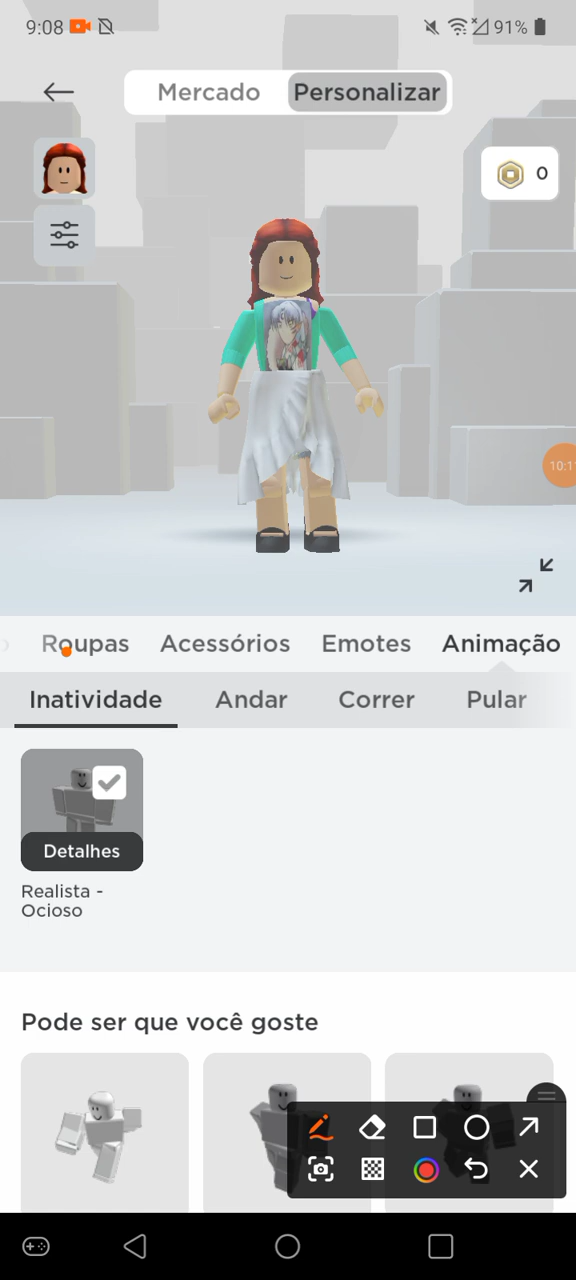 9:08
91%
Mercado
Personalizar
0
10:1
Roupas
Acessórios
Emotes
Animação
Inatividade
Andar
Correr
Pular
Detalhes
Realista -
Ocioso
Pode ser que você goste